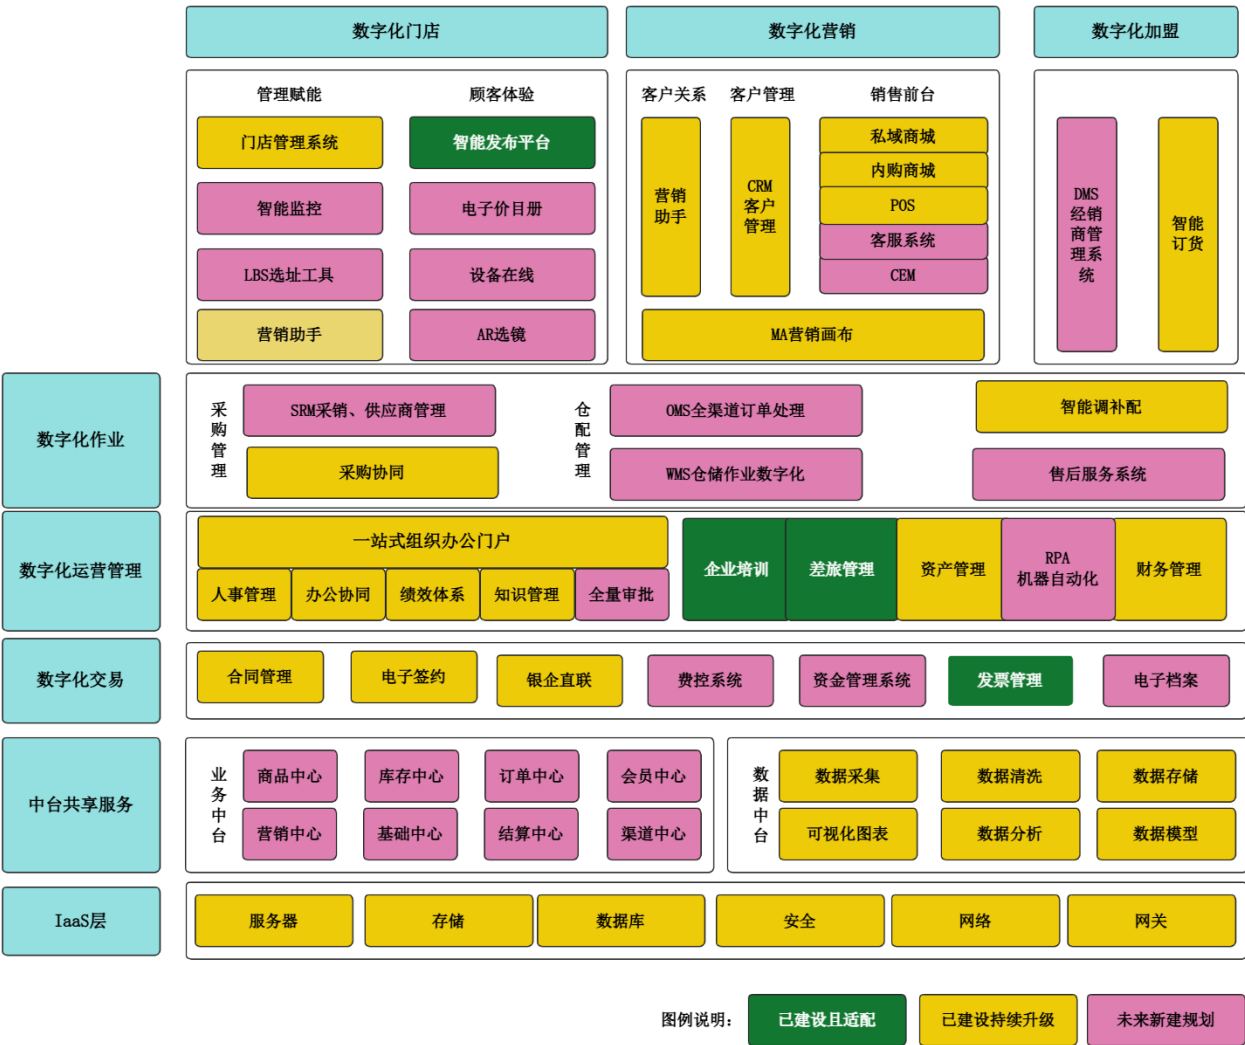 数字化门店
数字化营销
数字化加盟
管理赋能
顾客体验
门店管理系统
智能发布平台
智能监控
电子价目册
LBS选址工具
设备在线
营销助手
AR选镜
客户关系
客户管理
销售前台
营销
助手
CRM
客户
管理
私域商城
内购商城
POS
客服系统
CEM
MA营销画布
DMS
经销
商管
理系
统
智能
订货
数字化作业
采
购
管
理
SRM采销、供应商管理
采购协同
仓
配
管
理
OMS全渠道订单处理
WMS仓储作业数字化
智能调补配
售后服务系统
数字化运营管理
一站式组织办公门户
人事管理
办公协同
绩效体系
知识管理
全量审批
企业培训
差旅管理
资产管理
RPA
机器自动化
财务管理
数字化交易
合同管理
电子签约
银企直联
费控系统
资金管理系统
发票管理
电子档案
中台共享服务
业
务
中
台
商品中心
库存中心
订单中心
会员中心
营销中心
基础中心
结算中心
渠道中心
数
据
中
台
数据采集
数据清洗
数据存储
可视化图表
数据分析
数据模型
IaaS层
服务器
存储
数据库
安全
网络
网关
图例说明：
已建设且适配
已建设持续升级
未来新建规划